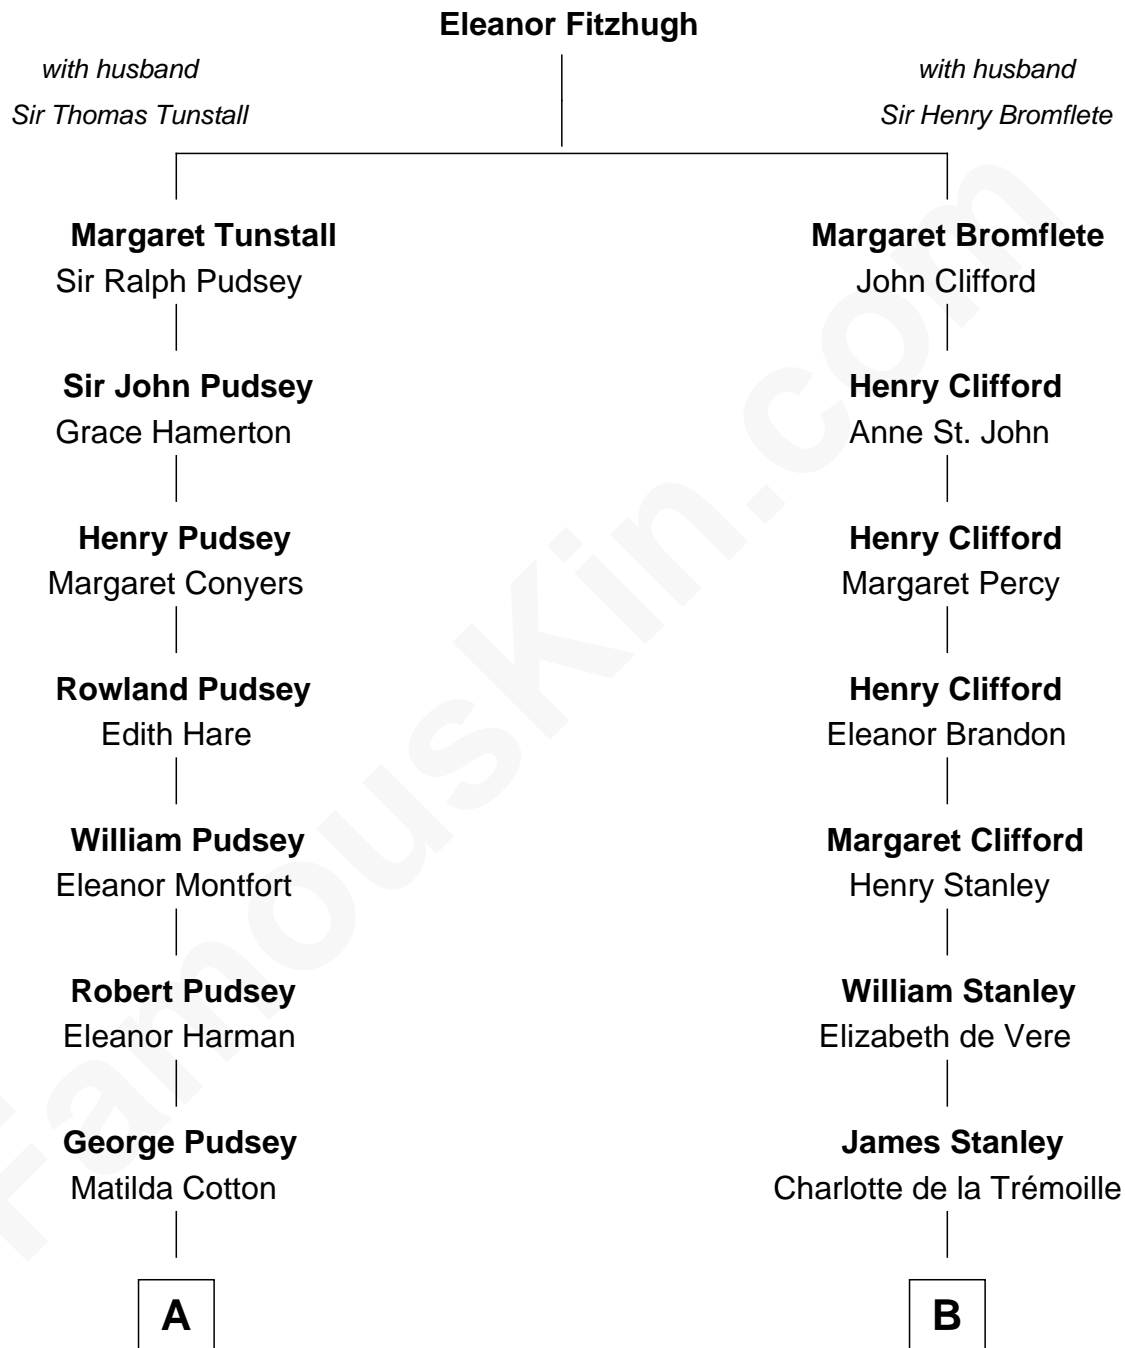 Eleanor Fitzhugh
with husband
Sir Thomas Tunstall
with husband
Sir Henry Bromflete
Margaret Tunstall
Sir Ralph Pudsey
Margaret Bromflete
John Clifford
Sir John Pudsey
Grace Hamerton
Henry Clifford
Anne St. John
Henry Pudsey
Margaret Conyers
Henry Clifford
Margaret Percy
Rowland Pudsey
Edith Hare
Henry Clifford
Eleanor Brandon
William Pudsey
Eleanor Montfort
Margaret Clifford
Henry Stanley
Robert Pudsey
Eleanor Harman
William Stanley
Elizabeth de Vere
George Pudsey
Matilda Cotton
James Stanley
Charlotte de la Trémoille
A
B
FamousKin.com